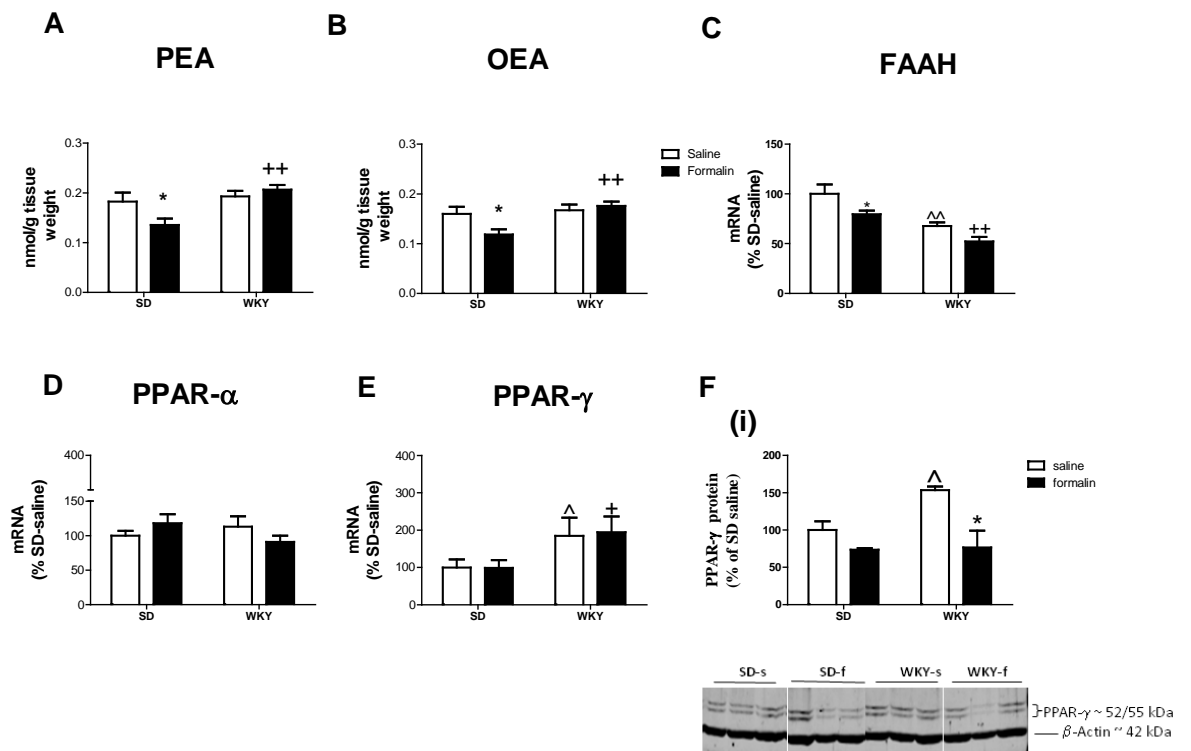 A
PEA
nmol/g tissue
weight
0.3
0.2
0.1
0.0
*
++
SD
WKY
B
OEA
nmol/g tissue
weight
0.3
0.2
0.1
0.0
*
++
SD
WKY
Saline
Formalin
C
FAAH
mRNA
(% SD-saline)
150
100
50
0
*
^^
++
SD
WKY
D
PPAR-α
mRNA
(% SD-saline)
400
150
100
50
0
SD
WKY
E
PPAR-γ
mRNA
(% SD-saline)
400
300
200
100
0
^
+
SD
WKY
F
(i)
PPAR-γ protein
(% of SD saline)
200
150
100
50
0
^
*
SD
WKY
saline
formalin
SD-s
SD-f
WKY-s
WKY-f
PPAR-γ ~ 52/55 kDa
β-Actin ~ 42 kDa